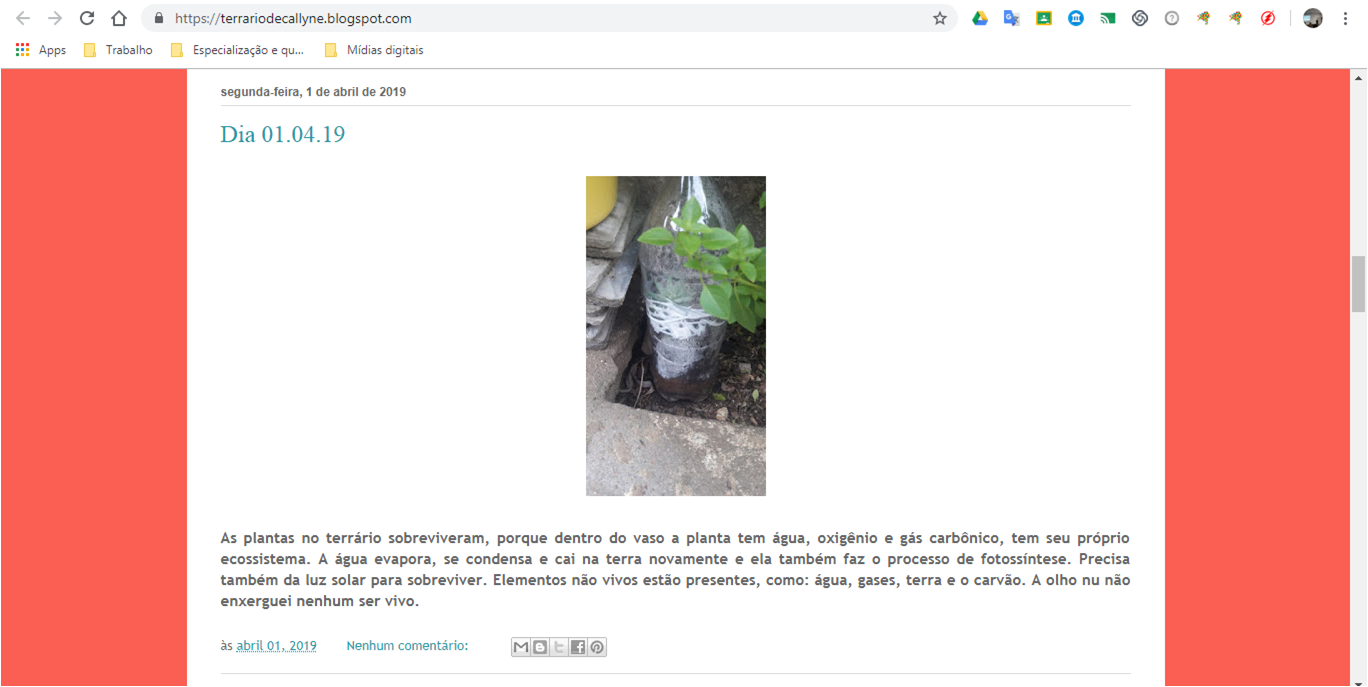 https://terrariodecallyne.blogspot.com
Apps Trabalho Especialização e qu... Mídias digitais
segunda-feira, 1 de abril de 2019
Dia 01.04.19
As plantas no terrário sobreviveram, porque dentro do vaso a planta tem água, oxigênio e gás carbônico, tem seu próprio
ecossistema. A água evapora, se condensa e cai na terra novamente e ela também faz o processo de fotossíntese. Precisa
também da luz solar para sobreviver. Elementos não vivos estão presentes, como: água, gases, terra e o carvão. A olho nu não
enxerguei nenhum ser vivo.
às abril 01, 2019 Nenhum comentário: